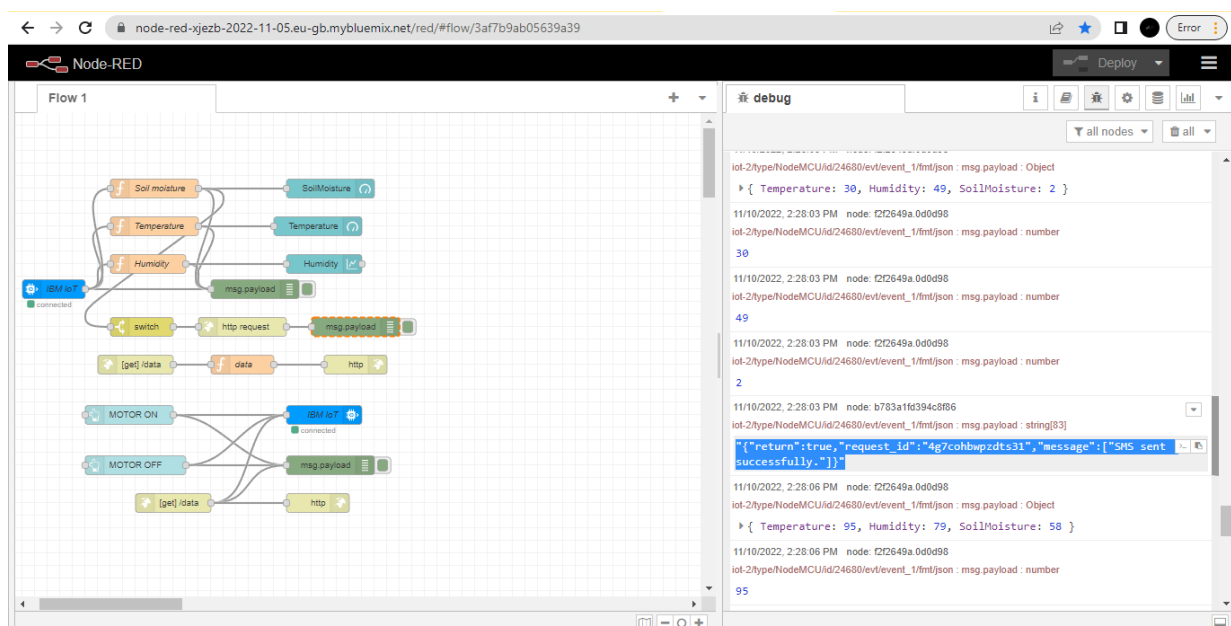 node-red-xjezb-2022-11-05.eu-gb.mybluemix.net/red/#flow/3af7b9ab05639a39
Error
Node-RED
Deploy
Flow 1
debug
all nodes
all
Soil moisture
SoilMoisture
Temperature
Temperature
Humidity
Humidity
IBM IoT
connected
msg.payload
switch
http request
msg.payload
[get] /data
data
http
MOTOR ON
IBM IoT
connected
MOTOR OFF
msg.payload
[get] /data
http
iot-2/type/NodeMCU/id/24680/evt/event_1/fmt/json : msg.payload : Object
{ Temperature: 30, Humidity: 49, SoilMoisture: 2 }
11/10/2022, 2:28:03 PM node: f2f2649a.0d0d98
iot-2/type/NodeMCU/id/24680/evt/event_1/fmt/json : msg.payload : number
30
11/10/2022, 2:28:03 PM node: f2f2649a.0d0d98
iot-2/type/NodeMCU/id/24680/evt/event_1/fmt/json : msg.payload : number
49
11/10/2022, 2:28:03 PM node: f2f2649a.0d0d98
iot-2/type/NodeMCU/id/24680/evt/event_1/fmt/json : msg.payload : number
2
11/10/2022, 2:28:03 PM node: b783a1fd394c8f86
iot-2/type/NodeMCU/id/24680/evt/event_1/fmt/json : msg.payload : string[83]
"{"return":true,"request_id":"4g7cohbwpzdts31","message":["SMS sent
successfully."]}"
11/10/2022, 2:28:06 PM node: f2f2649a.0d0d98
iot-2/type/NodeMCU/id/24680/evt/event_1/fmt/json : msg.payload : Object
{ Temperature: 95, Humidity: 79, SoilMoisture: 58 }
11/10/2022, 2:28:06 PM node: f2f2649a.0d0d98
iot-2/type/NodeMCU/id/24680/evt/event_1/fmt/json : msg.payload : number
95